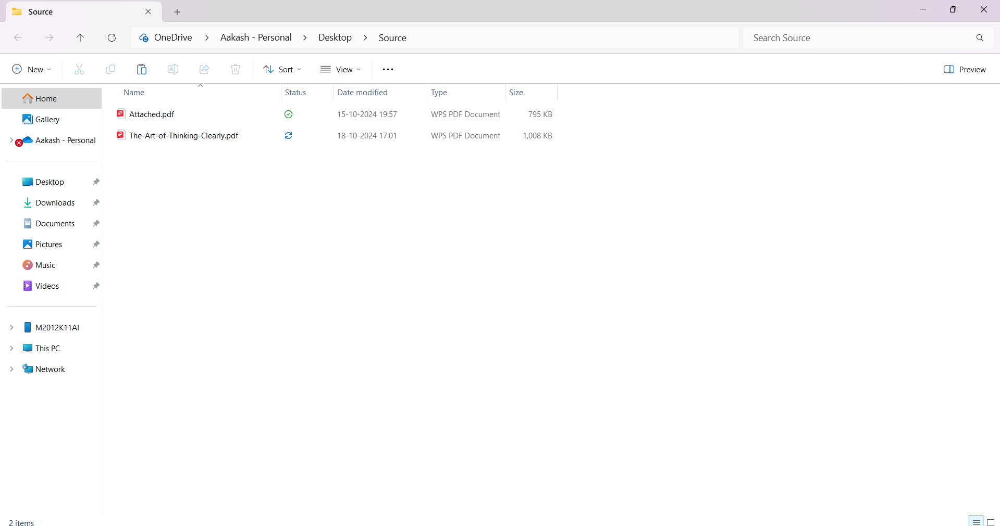 Source
OneDrive > Aakash - Personal > Desktop > Source
Search Source
New
Sort
View
Preview
Name Status Date modified Type Size
Attached.pdf 15-10-2024 19:57 WPS PDF Document 795 KB
The-Art-of-Thinking-Clearly.pdf 18-10-2024 17:01 WPS PDF Document 1,008 KB
Home
Gallery
Aakash - Personal
Desktop
Downloads
Documents
Pictures
Music
Videos
M2012K11AI
This PC
Network
2 items